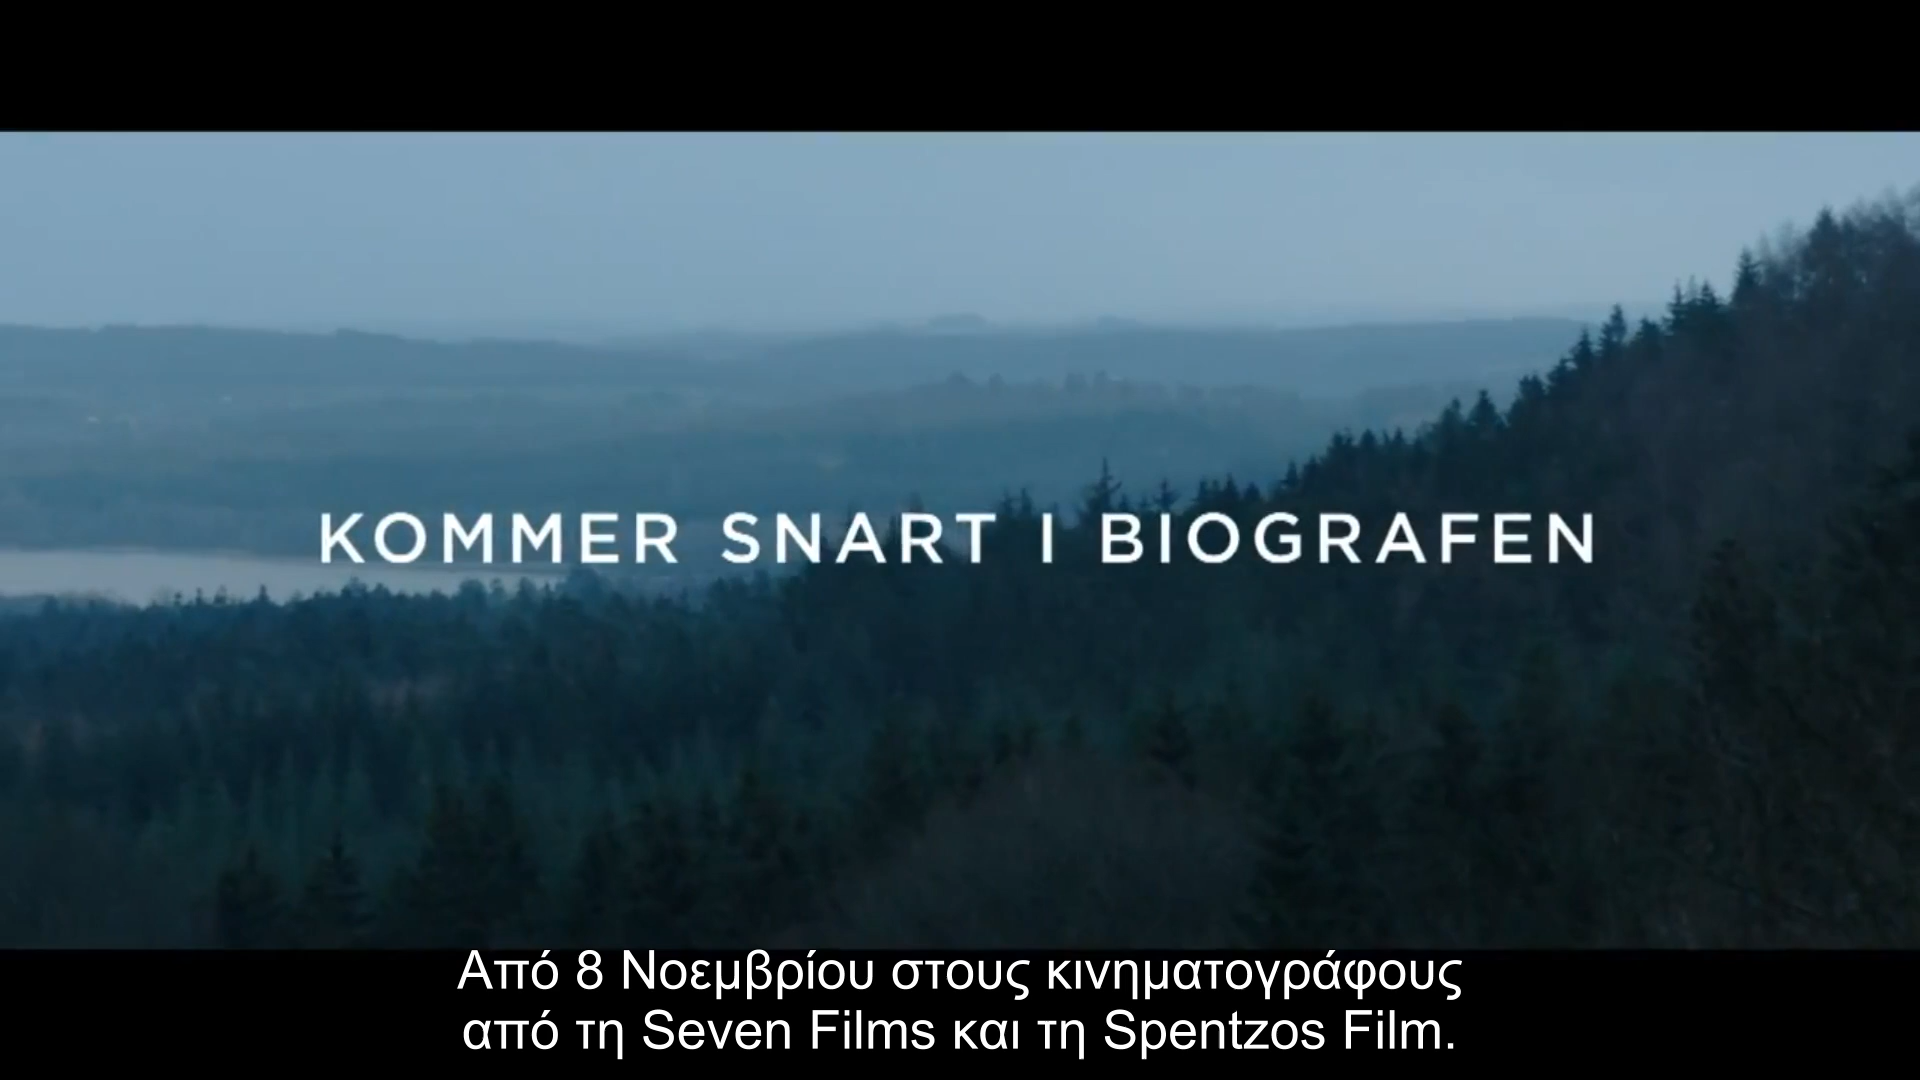 KOMMER SNART I BIOGRAFEN
Από 8 Νοεμβρίου στους κινηματογράφους
από τη Seven Films και τη Spentzos Film.